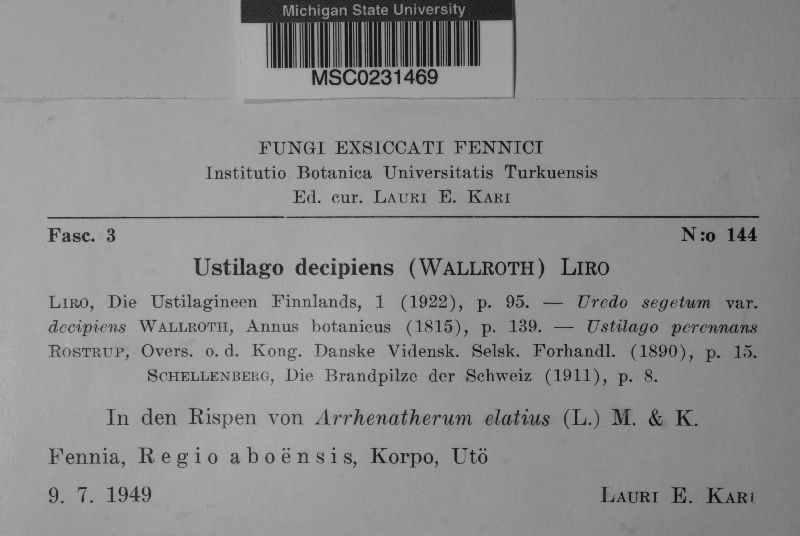 Michigan State University
MSC0231469
FUNGI EXSICCATI FENNICI
Institutio Botanica Universitatis Turkuensis
Ed. cur. LAURI E. KARI
Fasc. 3 N:o 144
Ustilago decipiens (WALLROTH) LIRO
LIRO, Die Ustilagineen Finnlands, 1 (1922), p. 95. — Uredo segetum var.
decipiens WALLROTH, Annus botanicus (1815), p. 139. — Ustilago perennans
ROSTRUP, Overs. o. d. Kong. Danske Vidensk. Selsk. Forhandl. (1890), p. 15.
SCHELLENBERG, Die Brandpilze der Schweiz (1911), p. 8.
In den Rispen von Arrhenatherum elatius (L.) M. & K.
Fennia, Regio aboënsis, Korpo, Utö
9. 7. 1949 LAURI E. KARI